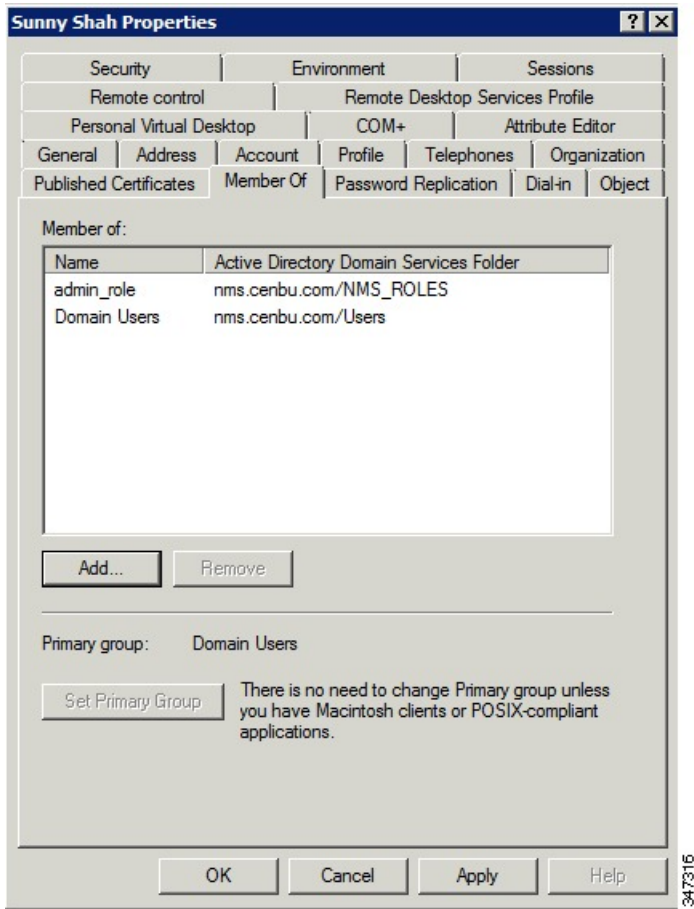 Sunny Shah Properties
Security Environment Sessions
Remote control Remote Desktop Services Profile
Personal Virtual Desktop COM+ Attribute Editor
General Address Account Profile Telephones Organization
Published Certificates Member Of Password Replication Dial-in Object
Member of:
Name Active Directory Domain Services Folder
admin_role nms.cenbu.com/NMS_ROLES
Domain Users nms.cenbu.com/Users
Add... Remove
Primary group: Domain Users
Set Primary Group
There is no need to change Primary group unless
you have Macintosh clients or POSIX-compliant
applications.
OK Cancel Apply Help
347316